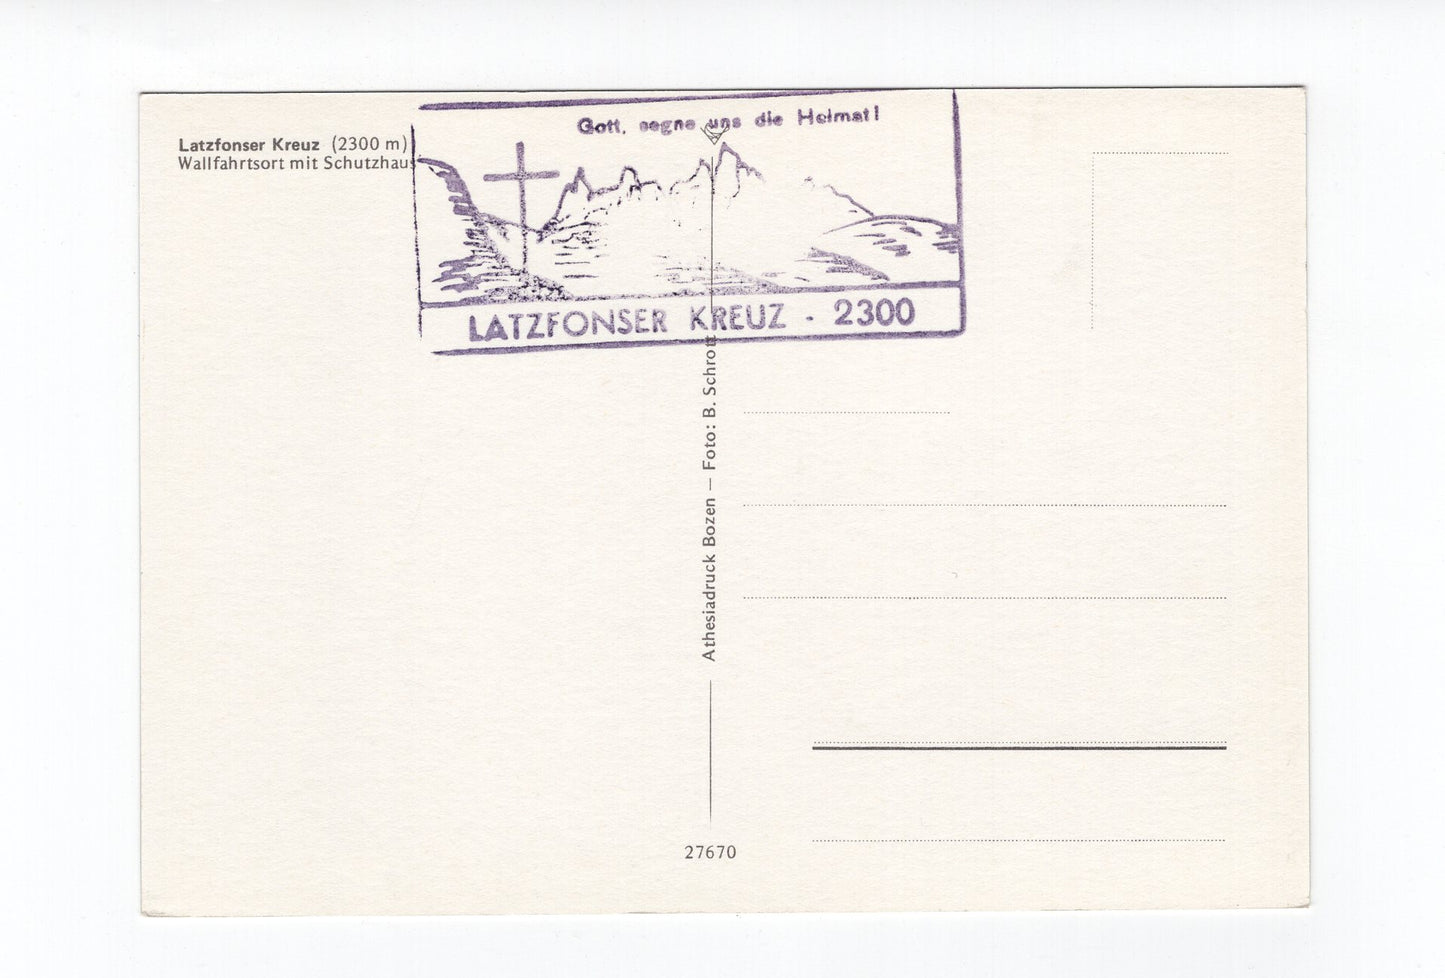 Latzfonser Kreuz (2300 m)
Wallfahrtsort mit Schutzhaus
Gott, segne uns die Heimat!
LATZFONSER KREUZ - 2300
Athesiadruck Bozen — Foto: B. Schrott
27670